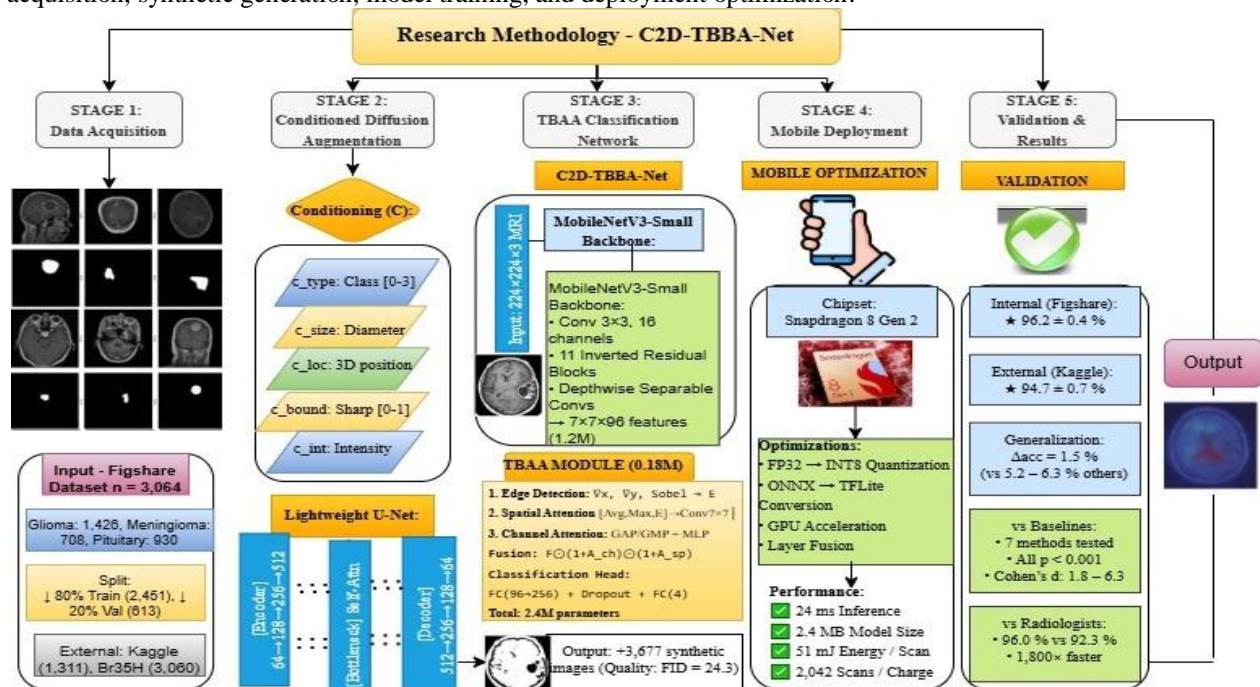 acquisition, synthetic generation, model training, and deployment optimization.
Research Methodology - C2D-TBBA-Net
STAGE 1:
Data Acquisition
STAGE 2:
Conditioned Diffusion
Augmentation
STAGE 3:
TBAA Classification
Network
STAGE 4:
Mobile Deployment
STAGE 5:
Validation &
Results
Input - Figshare
Dataset n = 3,064
Glioma: 1,426, Meningioma:
708, Pituitary: 930
Split:
↓ 80% Train (2,451), ↓
20% Val (613)
External: Kaggle
(1,311), Br35H (3,060)
Conditioning (C):
c_type: Class [0-3]
c_size: Diameter
c_loc: 3D position
c_bound: Sharp [0-1]
c_int: Intensity
Lightweight U-Net:
[Encoder]
64→128→256→512
[Bottleneck] Self-Attn
[Decoder]
512→256→128→64
C2D-TBBA-Net
Input: 224×224×3 MRI
MobileNetV3-Small
Backbone:
MobileNetV3-Small
Backbone:
• Conv 3×3, 16
channels
• 11 Inverted Residual
Blocks
• Depthwise Separable
Convs
→ 7×7×96 features
(1.2M)
TBAA MODULE (0.18M)
1. Edge Detection: ∇x, ∇y, Sobel → E
2. Spatial Attention [Avg,Max,E]→Conv7×7
3. Channel Attention: GAP/GMP + MLP
Fusion: F⊙(1+A_ch)⊙(1+A_sp)
Classification Head:
FC(96→256) + Dropout + FC(4)
Total: 2.4M parameters
Output: +3,677 synthetic
images (Quality: FID = 24.3)
MOBILE OPTIMIZATION
Chipset:
Snapdragon 8 Gen 2
Snapdragon
8
Gen 1
Optimizations:
• FP32 → INT8 Quantization
• ONNX → TFLite
Conversion
• GPU Acceleration
• Layer Fusion
Performance:
✅ 24 ms Inference
✅ 2.4 MB Model Size
✅ 51 mJ Energy / Scan
✅ 2,042 Scans / Charge
VALIDATION
Internal (Figshare):
★ 96.2 ± 0.4 %
External (Kaggle):
★ 94.7 ± 0.7 %
Generalization:
Δacc = 1.5 %
(vs 5.2 – 6.3 % others)
vs Baselines:
• 7 methods tested
• All p < 0.001
• Cohen's d: 1.8 – 6.3
vs Radiologists:
• 96.0 % vs 92.3 %
• 1,800× faster
Output